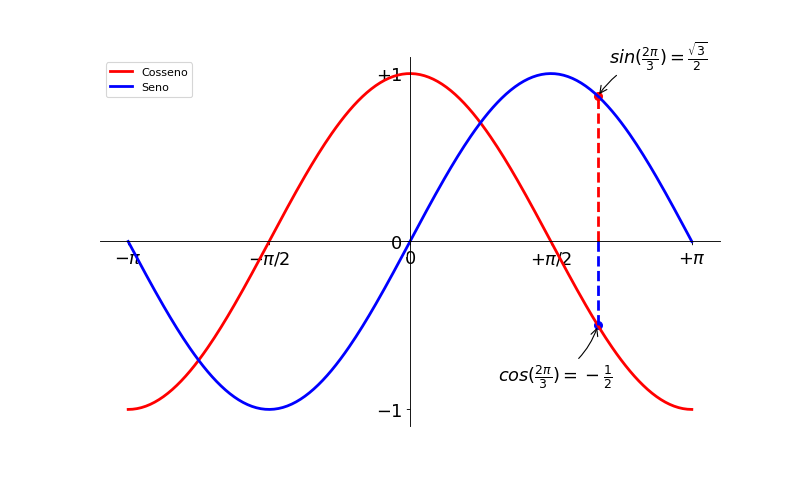 sin(2π/3) = √3/2
Cosseno
Seno
+1
0
−π
−π/2
0
+π/2
+π
cos(2π/3) = −1/2
−1